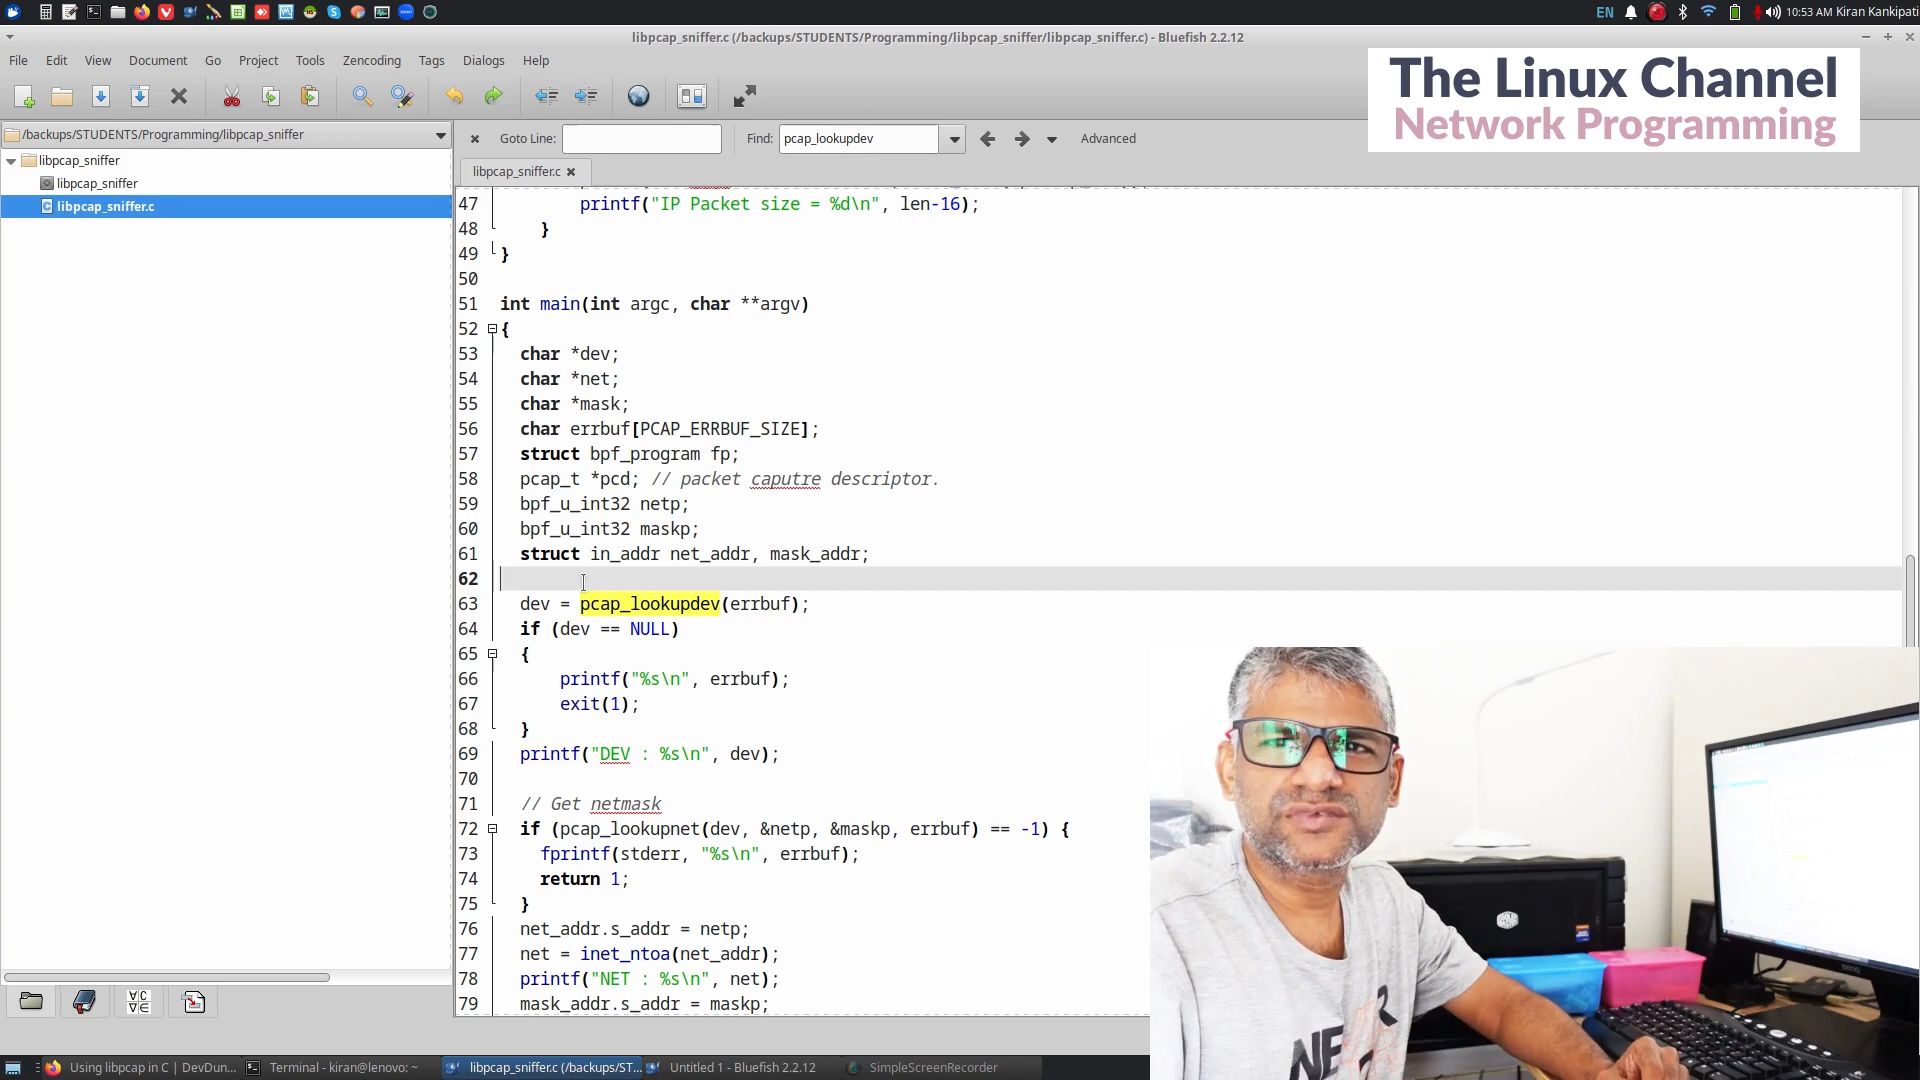 EN
10:53 AM Kiran Kankipati
libpcap_sniffer.c (/backups/STUDENTS/Programming/libpcap_sniffer/libpcap_sniffer.c) - Bluefish 2.2.12
File Edit View Document Go Project Tools Encoding Tags Dialogs Help
The Linux Channel
Network Programming
/backups/STUDENTS/Programming/libpcap_sniffer
Goto Line:
Find: pcap_lookupdev
Advanced
libpcap_sniffer
libpcap_sniffer
libpcap_sniffer.c
libpcap_sniffer.c
47 printf("IP Packet size = %d\n", len-16);
48 }
49 }
50
51 int main(int argc, char **argv)
52 {
53 char *dev;
54 char *net;
55 char *mask;
56 char errbuf[PCAP_ERRBUF_SIZE];
57 struct bpf_program fp;
58 pcap_t *pcd; // packet caputre descriptor.
59 bpf_u_int32 netp;
60 bpf_u_int32 maskp;
61 struct in_addr net_addr, mask_addr;
62
63 dev = pcap_lookupdev(errbuf);
64 if (dev == NULL)
65 {
66 printf("%s\n", errbuf);
67 exit(1);
68 }
69 printf("DEV : %s\n", dev);
70
71 // Get netmask
72 if (pcap_lookupnet(dev, &netp, &maskp, errbuf) == -1) {
73 fprintf(stderr, "%s\n", errbuf);
74 return 1;
75 }
76 net_addr.s_addr = netp;
77 net = inet_ntoa(net_addr);
78 printf("NET : %s\n", net);
79 mask_addr.s_addr = maskp;
Using libpcap in C | DevDun...
Terminal - kiran@lenovo: ~
libpcap_sniffer.c (/backups/ST...
Untitled 1 - Bluefish 2.2.12
SimpleScreenRecorder